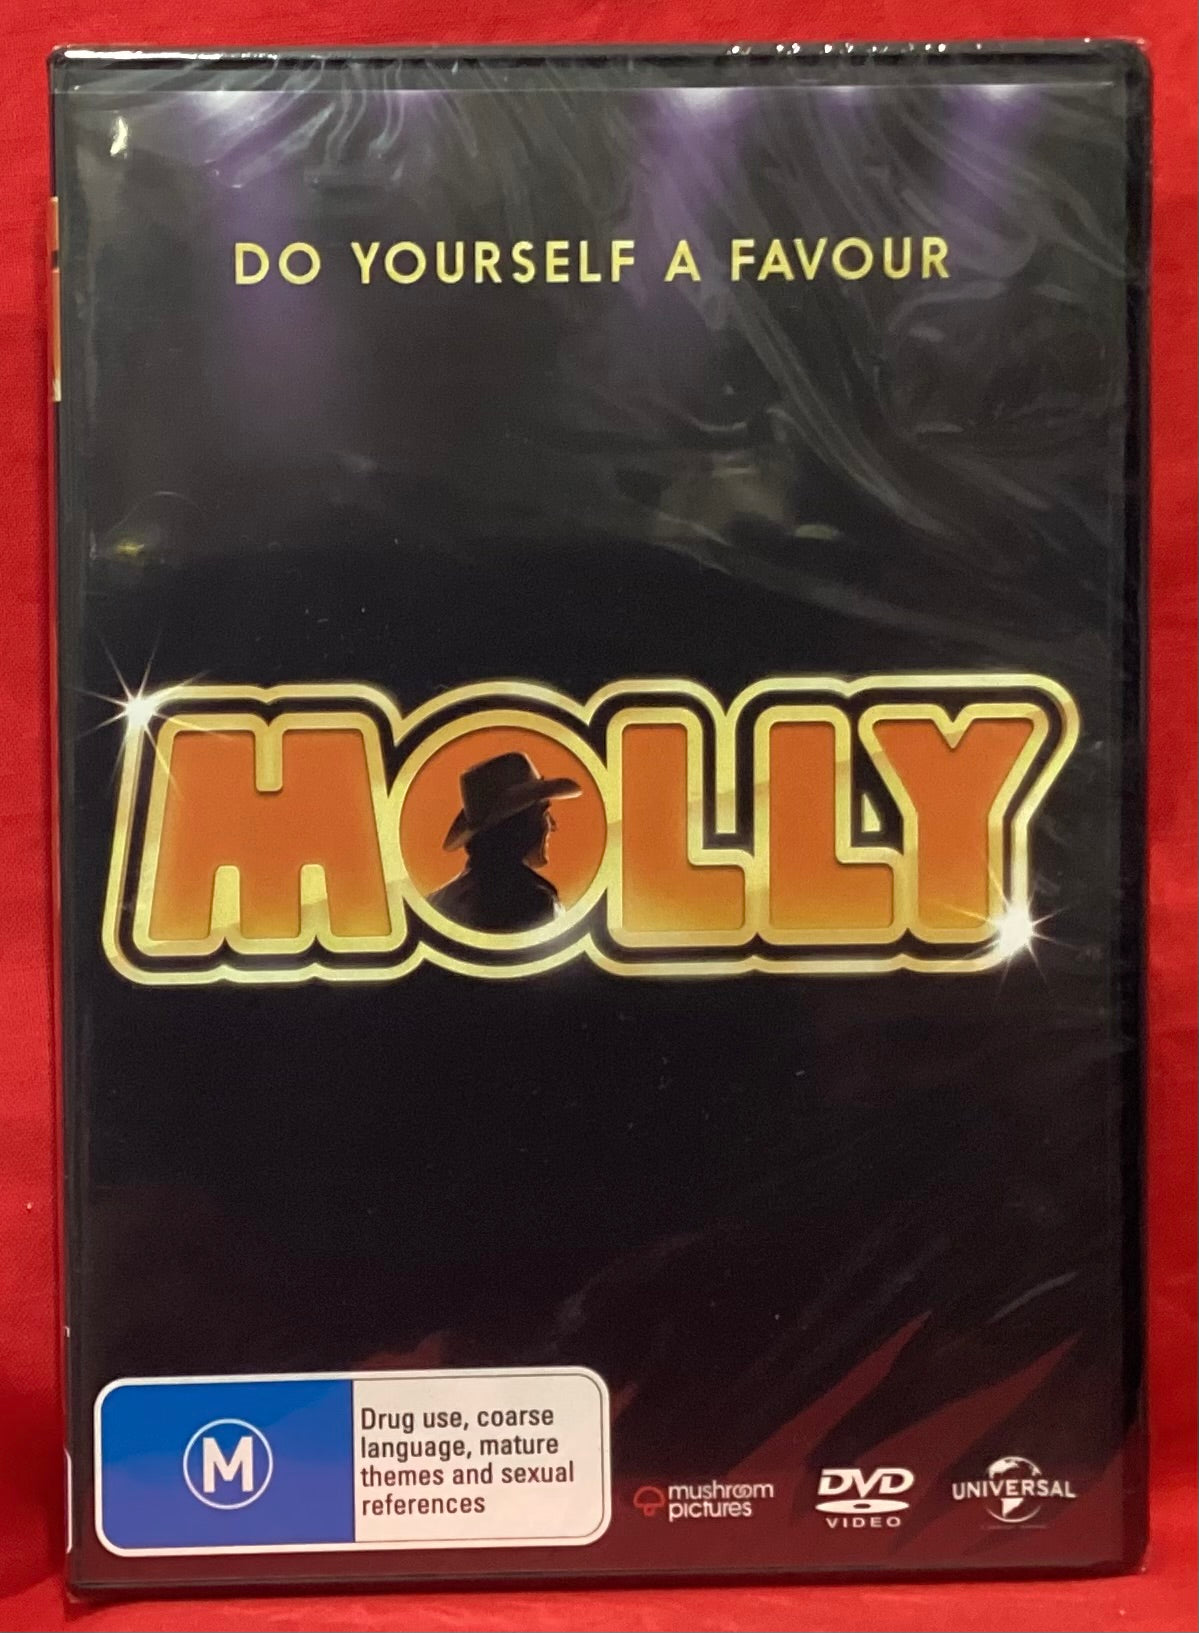 DO YOURSELF A FAVOUR
MOLLY
M
Drug use, coarse
language, mature
themes and sexual
references
mushroom
pictures
DVD
VIDEO
UNIVERSAL